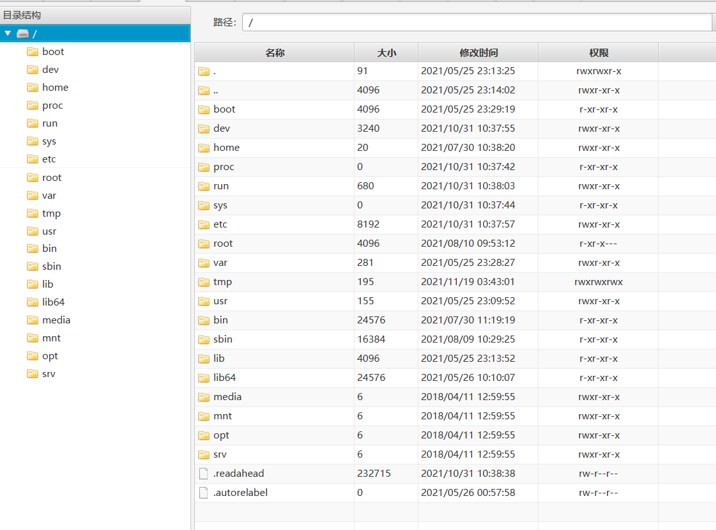 目录结构
/
boot
dev
home
proc
run
sys
etc
root
var
tmp
usr
bin
sbin
lib
lib64
media
mnt
opt
srv
路径: /
名称 大小 修改时间 权限
. 91 2021/05/25 23:13:25 rwxrwxr-x
.. 4096 2021/05/25 23:14:02 rwxr-xr-x
boot 4096 2021/05/25 23:29:19 r-xr-xr-x
dev 3240 2021/10/31 10:37:55 rwxr-xr-x
home 20 2021/07/30 10:38:20 rwxr-xr-x
proc 0 2021/10/31 10:37:42 r-xr-xr-x
run 680 2021/10/31 10:38:03 rwxr-xr-x
sys 0 2021/10/31 10:37:44 r-xr-xr-x
etc 8192 2021/10/31 10:37:57 rwxr-xr-x
root 4096 2021/08/10 09:53:12 r-xr-x---
var 281 2021/05/25 23:28:27 rwxr-xr-x
tmp 195 2021/11/19 03:43:01 rwxrwxrwx
usr 155 2021/05/25 23:09:52 rwxr-xr-x
bin 24576 2021/07/30 11:19:19 r-xr-xr-x
sbin 16384 2021/08/09 10:29:25 r-xr-xr-x
lib 4096 2021/05/25 23:13:52 r-xr-xr-x
lib64 24576 2021/05/26 10:10:07 r-xr-xr-x
media 6 2018/04/11 12:59:55 rwxr-xr-x
mnt 6 2018/04/11 12:59:55 rwxr-xr-x
opt 6 2018/04/11 12:59:55 rwxr-xr-x
srv 6 2018/04/11 12:59:55 rwxr-xr-x
.readahead 232715 2021/10/31 10:38:38 rw-r--r--
.autorelabel 0 2021/05/26 00:57:58 rw-r--r--